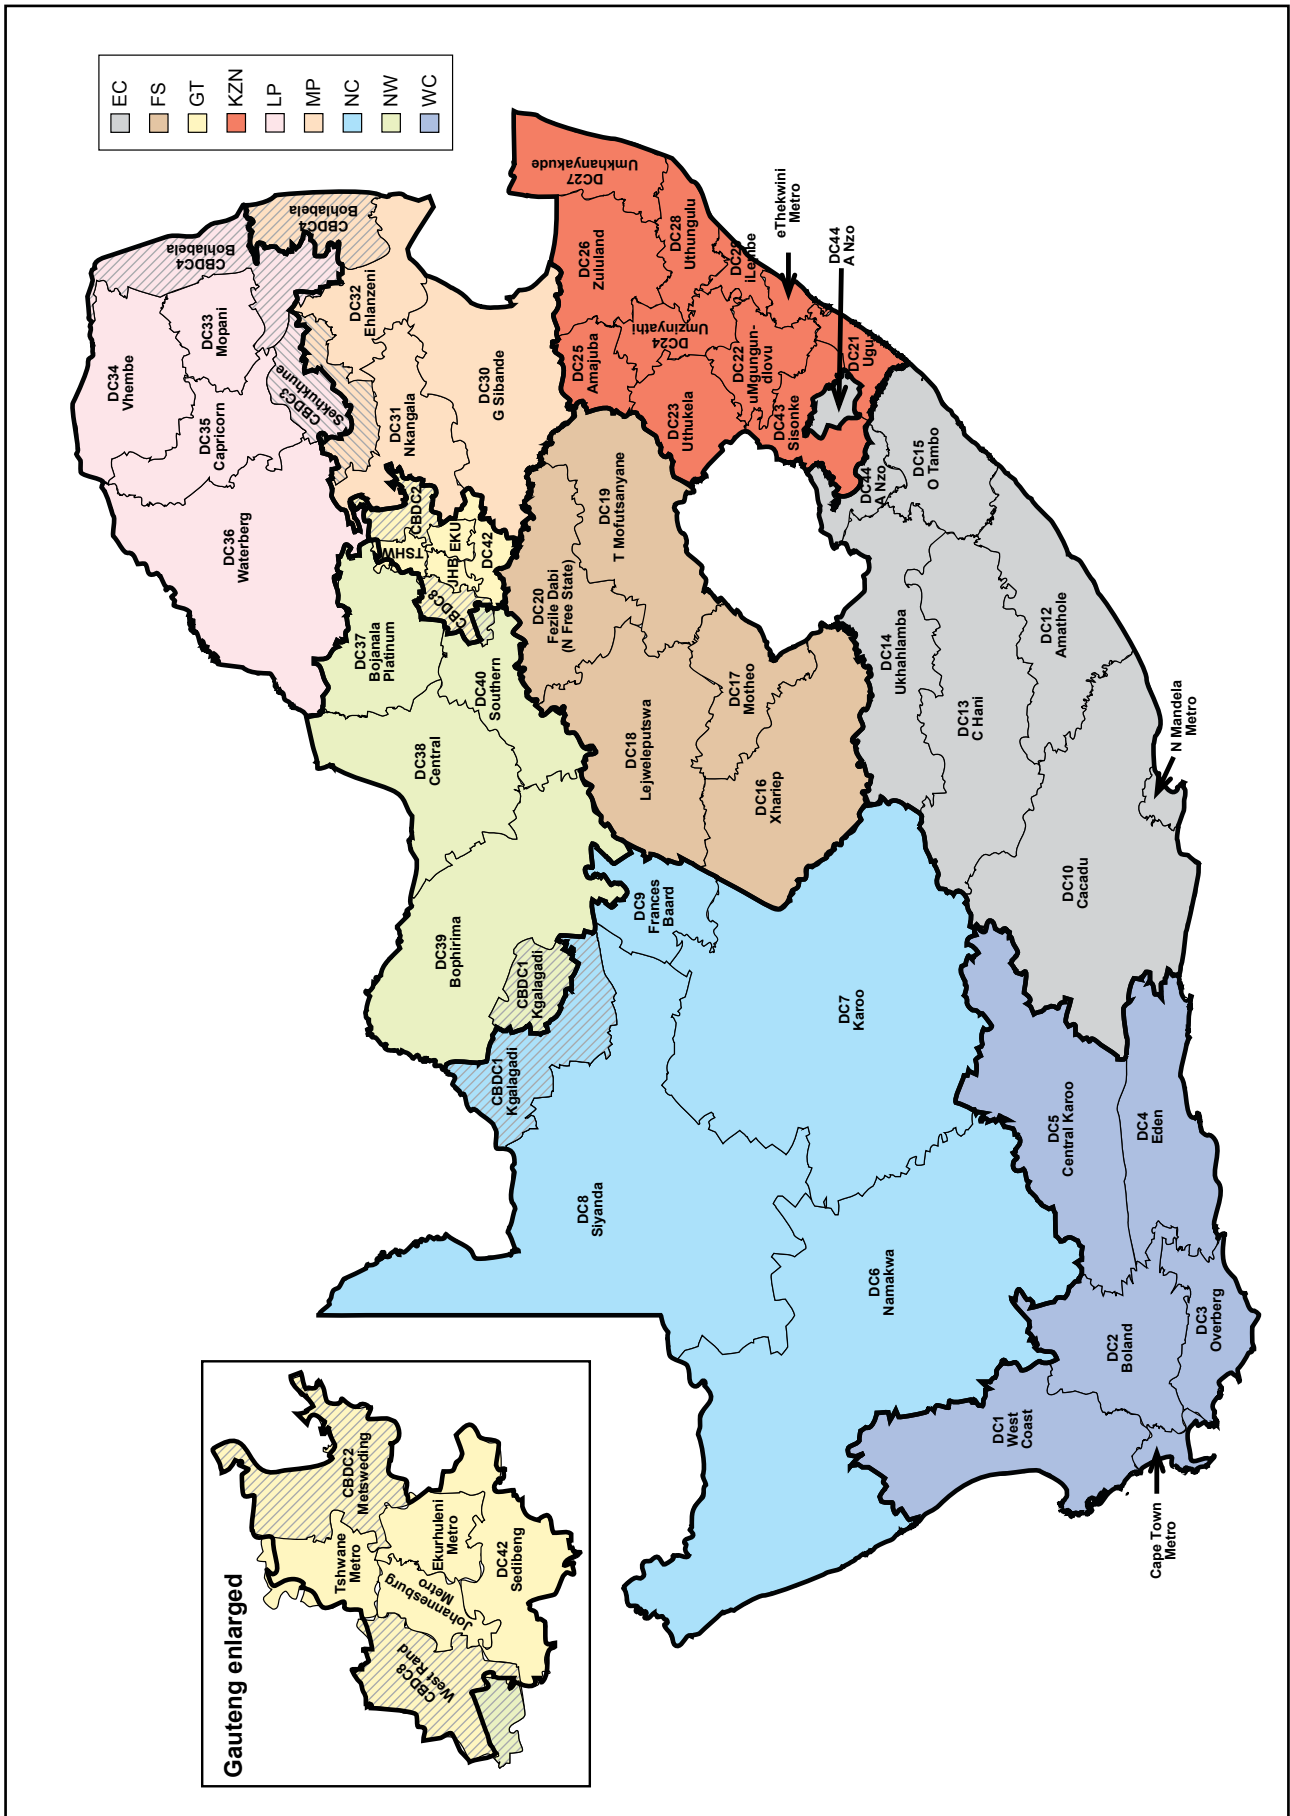 EC
FS
GT
KZN
LP
MP
NC
NW
WC
DC34
Vhembe
DC33
Mopani
DC35
Capricorn
DC36
Waterberg
CBDC4
Bohlabela
CBDC4
Bohlabela
CBDC3
Sekhukhune
DC32
Ehlanzeni
DC31
Nkangala
DC30
G Sibande
CBDC2
TSHW
JHB
EKU
DC42
CBDC8
DC37
Bojanala
Platinum
DC40
Southern
DC38
Central
DC39
Bophirima
CBDC1
Kgalagadi
CBDC1
Kgalagadi
DC27
Umkhanyakude
DC26
Zululand
DC28
Uthungulu
DC25
Amajuba
DC24
Umzinyathi
DC29
iLembe
eThekwini
Metro
DC23
Uthukela
DC22
uMgungun-
dlovu
DC43
Sisonke
DC21
Ugu
DC44
A Nzo
DC44
A Nzo
DC20
Fezile Dabi
(N Free State)
DC19
T Mofutsanyane
DC18
Lejweleputswa
DC17
Motheo
DC16
Xhariep
DC15
O Tambo
DC14
Ukhahlamba
DC13
C Hani
DC12
Amathole
DC10
Cacadu
N Mandela
Metro
DC9
Frances
Baard
DC7
Karoo
DC8
Siyanda
DC6
Namakwa
DC5
Central Karoo
DC4
Eden
DC3
Overberg
DC2
Boland
DC1
West
Coast
Cape Town
Metro
Gauteng enlarged
CBDC2
Metsweding
Tshwane
Metro
Ekurhuleni
Metro
Johannesburg
Metro
DC42
Sedibeng
CBDC8
West Rand